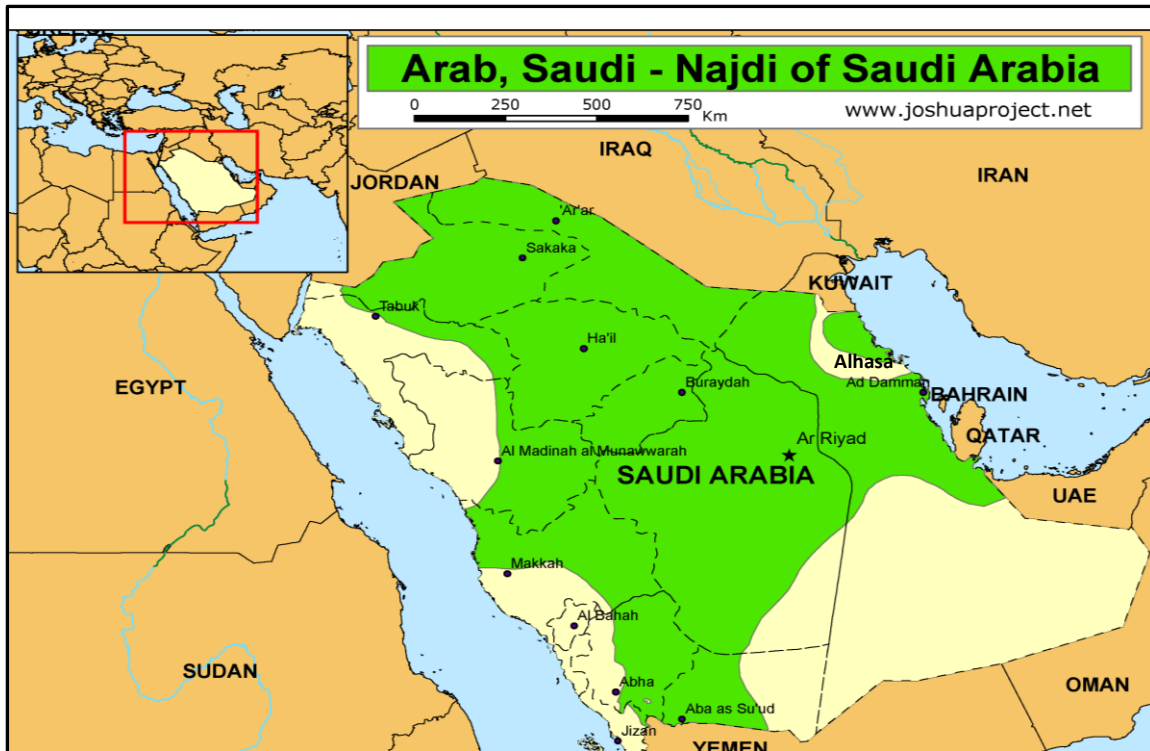 GREECE
Arab, Saudi - Najdi of Saudi Arabia
0 250 500 750 Km
www.joshuaproject.net
IRAQ
IRAN
JORDAN
'Ar'ar
Sakaka
KUWAIT
Tabuk
Ha'il
Alhasa
Buraydah
Ad Damman
BAHRAIN
EGYPT
QATAR
Ar Riyad
Al Madinah al Munawwarah
SAUDI ARABIA
UAE
Makkah
Al Bahah
SUDAN
Abha
OMAN
Aba as Su'ud
Jizan
YEMEN